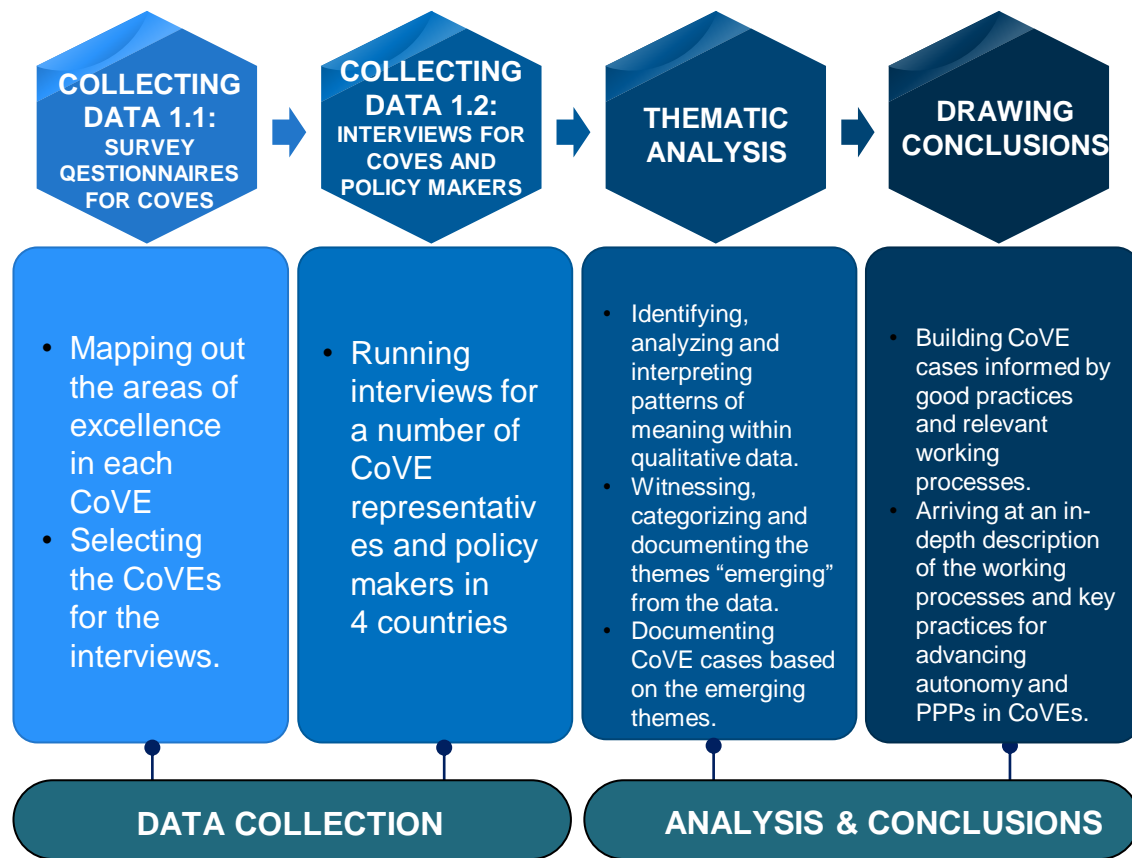 COLLECTING
DATA 1.1:
SURVEY
QESTIONNAIRES
FOR COVES
COLLECTING
DATA 1.2:
INTERVIEWS FOR
COVES AND
POLICY MAKERS
THEMATIC
ANALYSIS
DRAWING
CONCLUSIONS
• Mapping out
the areas of
excellence
in each
CoVE
• Selecting
the CoVEs
for the
interviews.
• Running
interviews for
a number of
CoVE
representativ
es and policy
makers in
4 countries
• Identifying,
analyzing and
interpreting
patterns of
meaning within
qualitative data.
• Witnessing,
categorizing and
documenting the
themes “emerging”
from the data.
• Documenting
CoVE cases based
on the emerging
themes.
• Building CoVE
cases informed by
good practices
and relevant
working
processes.
• Arriving at an in-
depth description
of the working
processes and key
practices for
advancing
autonomy and
PPPs in CoVEs.
DATA COLLECTION
ANALYSIS & CONCLUSIONS